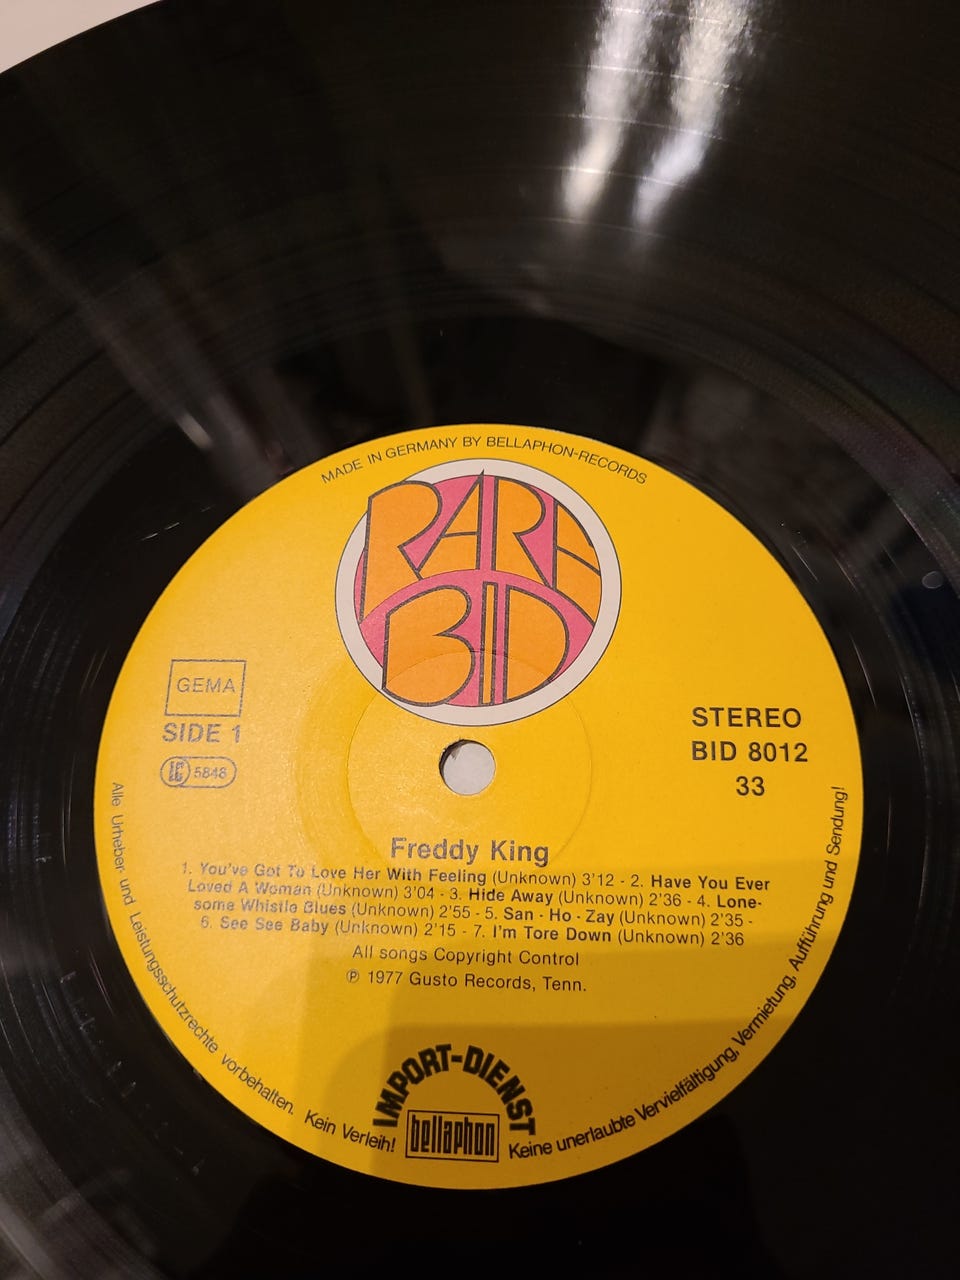 MADE IN GERMANY BY BELLAPHON-RECORDS
RARE
BID
GEMA
SIDE 1
LC 5848
STEREO
BID 8012
33
Freddy King
1. You've Got To Love Her With Feeling (Unknown) 3'12 - 2. Have You Ever
Loved A Woman (Unknown) 3'04 - 3. Hide Away (Unknown) 2'36 - 4. Lone-
some Whistle Blues (Unknown) 2'55 - 5. San - Ho - Zay (Unknown) 2'35 -
6. See See Baby (Unknown) 2'15 - 7. I'm Tore Down (Unknown) 2'36
All songs Copyright Control
℗ 1977 Gusto Records, Tenn.
IMPORT-DIENST
bellaphon
Alle Urheber- und Leistungsschutzrechte vorbehalten. Kein Verleih! Keine unerlaubte Vervielfältigung, Vermietung, Aufführung und Sendung!